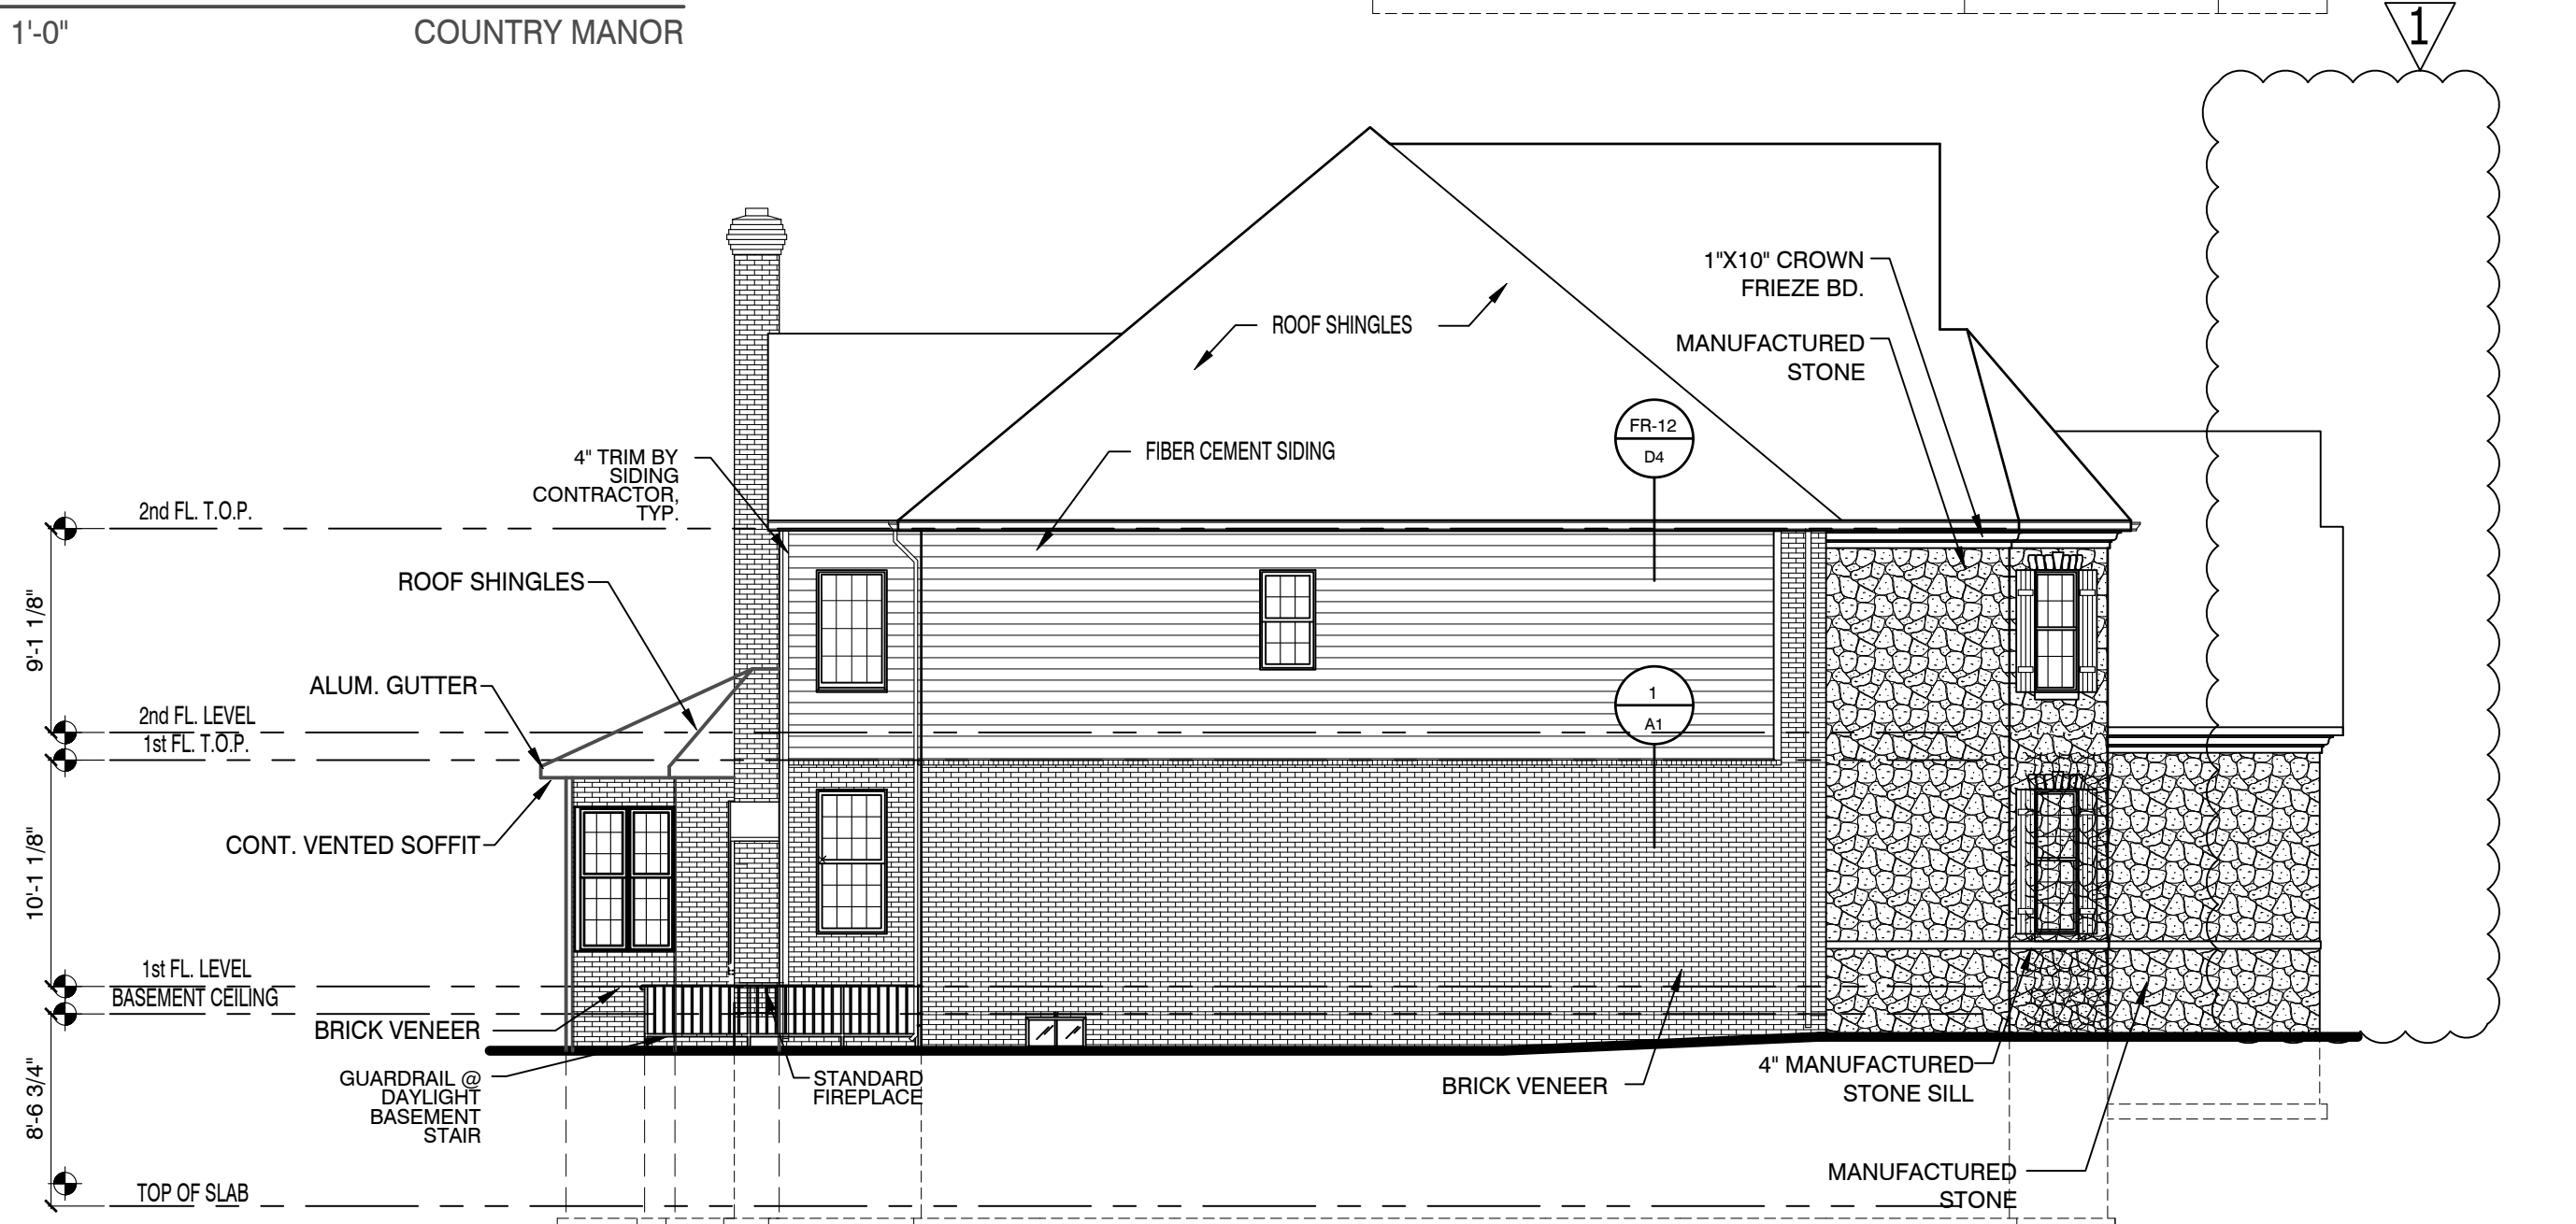 1'-0"
COUNTRY MANOR
1
1"X10" CROWN
FRIEZE BD.
ROOF SHINGLES
MANUFACTURED
STONE
FR-12
D4
FIBER CEMENT SIDING
4" TRIM BY
SIDING
CONTRACTOR,
TYP.
2nd FL. T.O.P.
ROOF SHINGLES
9'-1 1/8"
ALUM. GUTTER
1
A1
2nd FL. LEVEL
1st FL. T.O.P.
CONT. VENTED SOFFIT
10'-1 1/8"
1st FL. LEVEL
BASEMENT CEILING
BRICK VENEER
GUARDRAIL @
DAYLIGHT
BASEMENT
STAIR
STANDARD
FIREPLACE
BRICK VENEER
4" MANUFACTURED
STONE SILL
8'-6 3/4"
MANUFACTURED
STONE
TOP OF SLAB